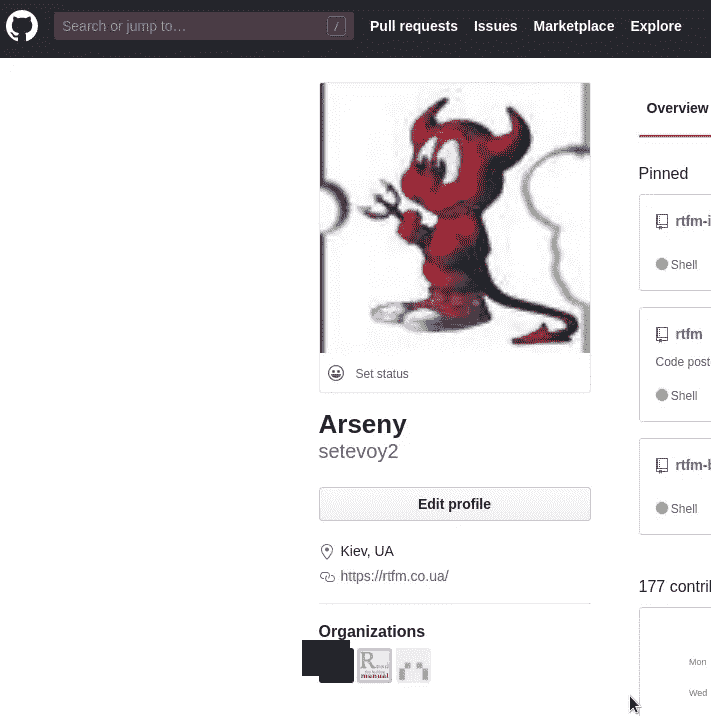 Search or jump to…
/
Pull requests
Issues
Marketplace
Explore
Set status
Arseny
setevoy2
Edit profile
Kiev, UA
https://rtfm.co.ua/
Organizations
manual
Overview
Pinned
rtfm-i
Shell
rtfm
Code post
Shell
rtfm-b
Shell
177 contri
Mon
Wed